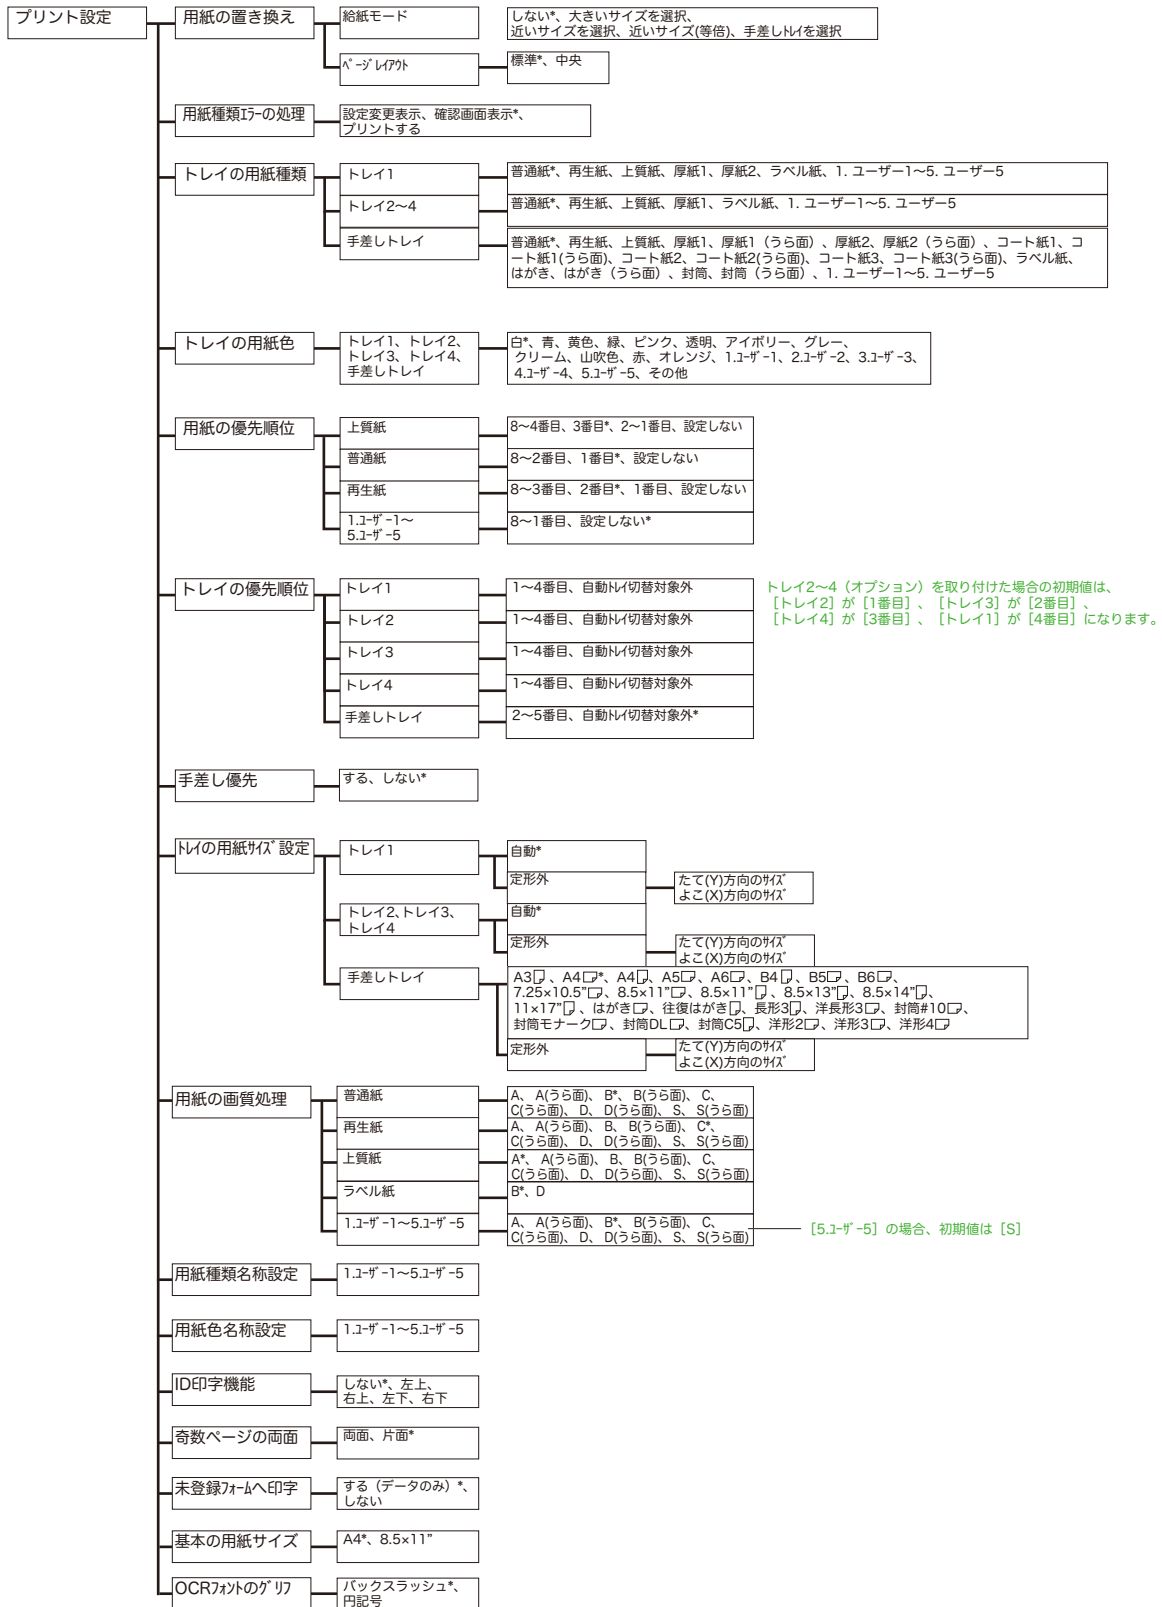 プリント設定
用紙の置き換え
給紙モード
しない*、大きいサイズを選択、
近いサイズを選択、近いサイズ(等倍)、手差しﾄﾚｲを選択
ﾍﾟｰｼﾞﾚｲｱｳﾄ
標準*、中央
用紙種類ｴﾗｰの処理
設定変更表示、確認画面表示*、
プリントする
トレイの用紙種類
トレイ1
普通紙*、再生紙、上質紙、厚紙1、厚紙2、ラベル紙、1. ユーザー1〜5. ユーザー5
トレイ2〜4
普通紙*、再生紙、上質紙、厚紙1、ラベル紙、1. ユーザー1〜5. ユーザー5
手差しトレイ
普通紙*、再生紙、上質紙、厚紙1、厚紙1（うら面）、厚紙2、厚紙2（うら面）、コート紙1、コ
ート紙1(うら面)、コート紙2、コート紙2(うら面)、コート紙3、コート紙3(うら面)、ラベル紙、
はがき、はがき（うら面）、封筒、封筒（うら面）、1. ユーザー1〜5. ユーザー5
トレイの用紙色
トレイ1、トレイ2、
トレイ3、トレイ4、
手差しトレイ
白*、青、黄色、緑、ピンク、透明、アイボリー、グレー、
クリーム、山吹色、赤、オレンジ、1.ﾕｰｻﾞｰ1、2.ﾕｰｻﾞｰ2、3.ﾕｰｻﾞｰ3、
4.ﾕｰｻﾞｰ4、5.ﾕｰｻﾞｰ5、その他
用紙の優先順位
上質紙
8〜4番目、3番目*、2〜1番目、設定しない
普通紙
8〜2番目、1番目*、設定しない
再生紙
8〜3番目、2番目*、1番目、設定しない
1.ﾕｰｻﾞｰ1〜
5.ﾕｰｻﾞｰ5
8〜1番目、設定しない*
トレイの優先順位
トレイ1
1〜4番目、自動ﾄﾚｲ切替対象外
トレイ2〜4（オプション）を取り付けた場合の初期値は、
［トレイ2］が［1番目］、［トレイ3］が［2番目］、
［トレイ4］が［3番目］、［トレイ1］が［4番目］になります。
トレイ2
1〜4番目、自動ﾄﾚｲ切替対象外
トレイ3
1〜4番目、自動ﾄﾚｲ切替対象外
トレイ4
1〜4番目、自動ﾄﾚｲ切替対象外
手差しトレイ
2〜5番目、自動ﾄﾚｲ切替対象外*
手差し優先
する、しない*
ﾄﾚｲの用紙ｻｲｽﾞ設定
トレイ1
自動*
定形外
たて(Y)方向のｻｲｽﾞ
よこ(X)方向のｻｲｽﾞ
トレイ2、トレイ3、
トレイ4
自動*
定形外
たて(Y)方向のｻｲｽﾞ
よこ(X)方向のｻｲｽﾞ
手差しトレイ
A3、A4*、A4、A5、A6、B4、B5、B6、
7.25×10.5”、8.5×11”、8.5×11”、8.5×13”、8.5×14”、
11×17”、はがき、往復はがき、長形3、洋長形3、封筒#10、
封筒モナーク、封筒DL、封筒C5、洋形2、洋形3、洋形4
定形外
たて(Y)方向のｻｲｽﾞ
よこ(X)方向のｻｲｽﾞ
用紙の画質処理
普通紙
A、A(うら面)、B*、B(うら面)、C、
C(うら面)、D、D(うら面)、S、S(うら面)
再生紙
A、A(うら面)、B、B(うら面)、C*、
C(うら面)、D、D(うら面)、S、S(うら面)
上質紙
A*、A(うら面)、B、B(うら面)、C、
C(うら面)、D、D(うら面)、S、S(うら面)
ラベル紙
B*、D
1.ﾕｰｻﾞｰ1〜5.ﾕｰｻﾞｰ5
A、A(うら面)、B*、B(うら面)、C、
C(うら面)、D、D(うら面)、S、S(うら面)
［5.ﾕｰｻﾞｰ5］の場合、初期値は［S］
用紙種類名称設定
1.ﾕｰｻﾞｰ1〜5.ﾕｰｻﾞｰ5
用紙色名称設定
1.ﾕｰｻﾞｰ1〜5.ﾕｰｻﾞｰ5
ID印字機能
しない*、左上、
右上、左下、右下
奇数ページの両面
両面、片面*
未登録ﾌｫｰﾑへ印字
する（データのみ）*、
しない
基本の用紙サイズ
A4*、8.5×11”
OCRﾌｫﾝﾄのｸﾞﾘﾌ
バックスラッシュ*、
円記号